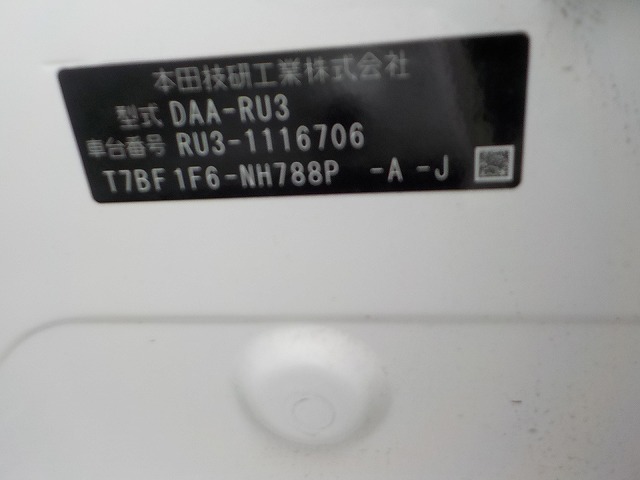 本田技研工業株式会社
型式 DAA-RU3
車台番号 RU3-1116706
T7BF1F6-NH788P -A -J